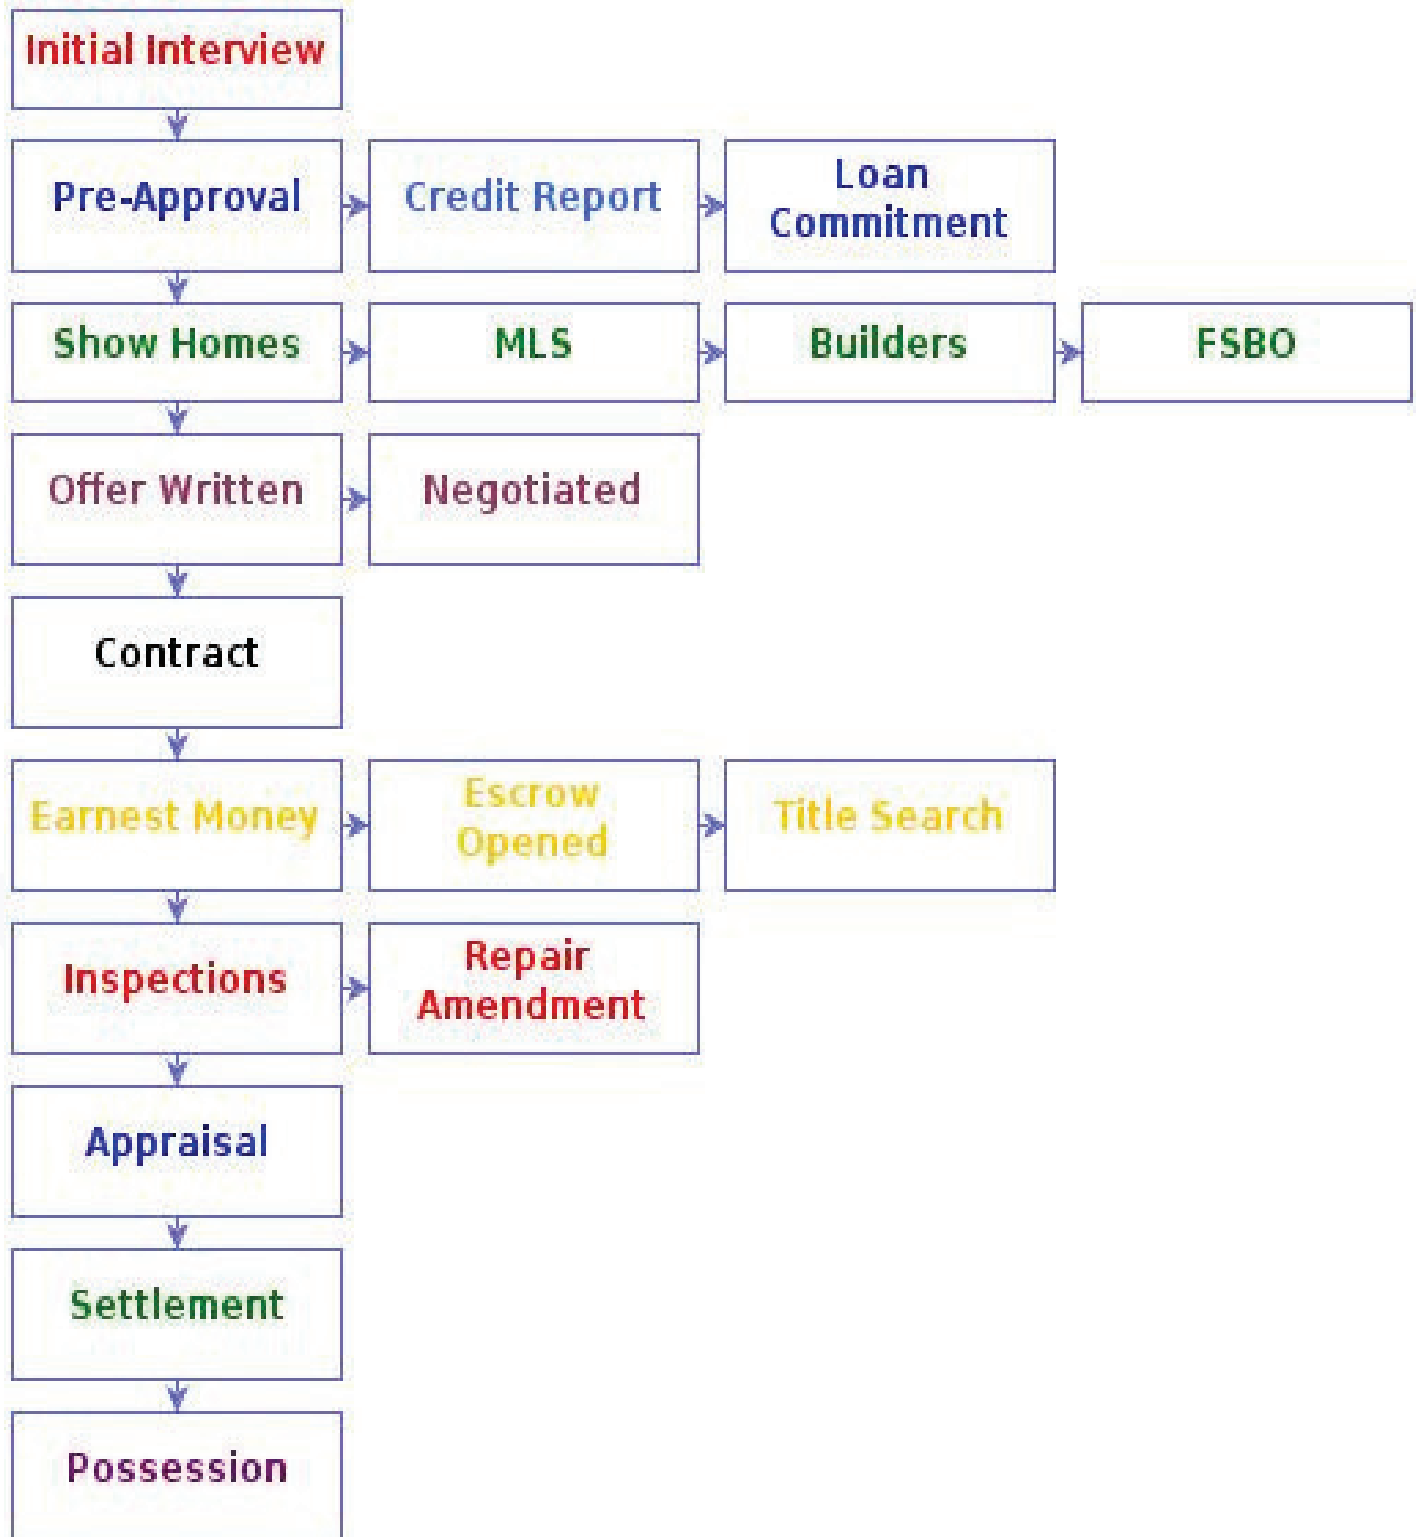 Initial Interview
Pre-Approval
Credit Report
Loan
Commitment
Show Homes
MLS
Builders
FSBO
Offer Written
Negotiated
Contract
Earnest Money
Escrow
Opened
Title Search
Inspections
Repair
Amendment
Appraisal
Settlement
Possession